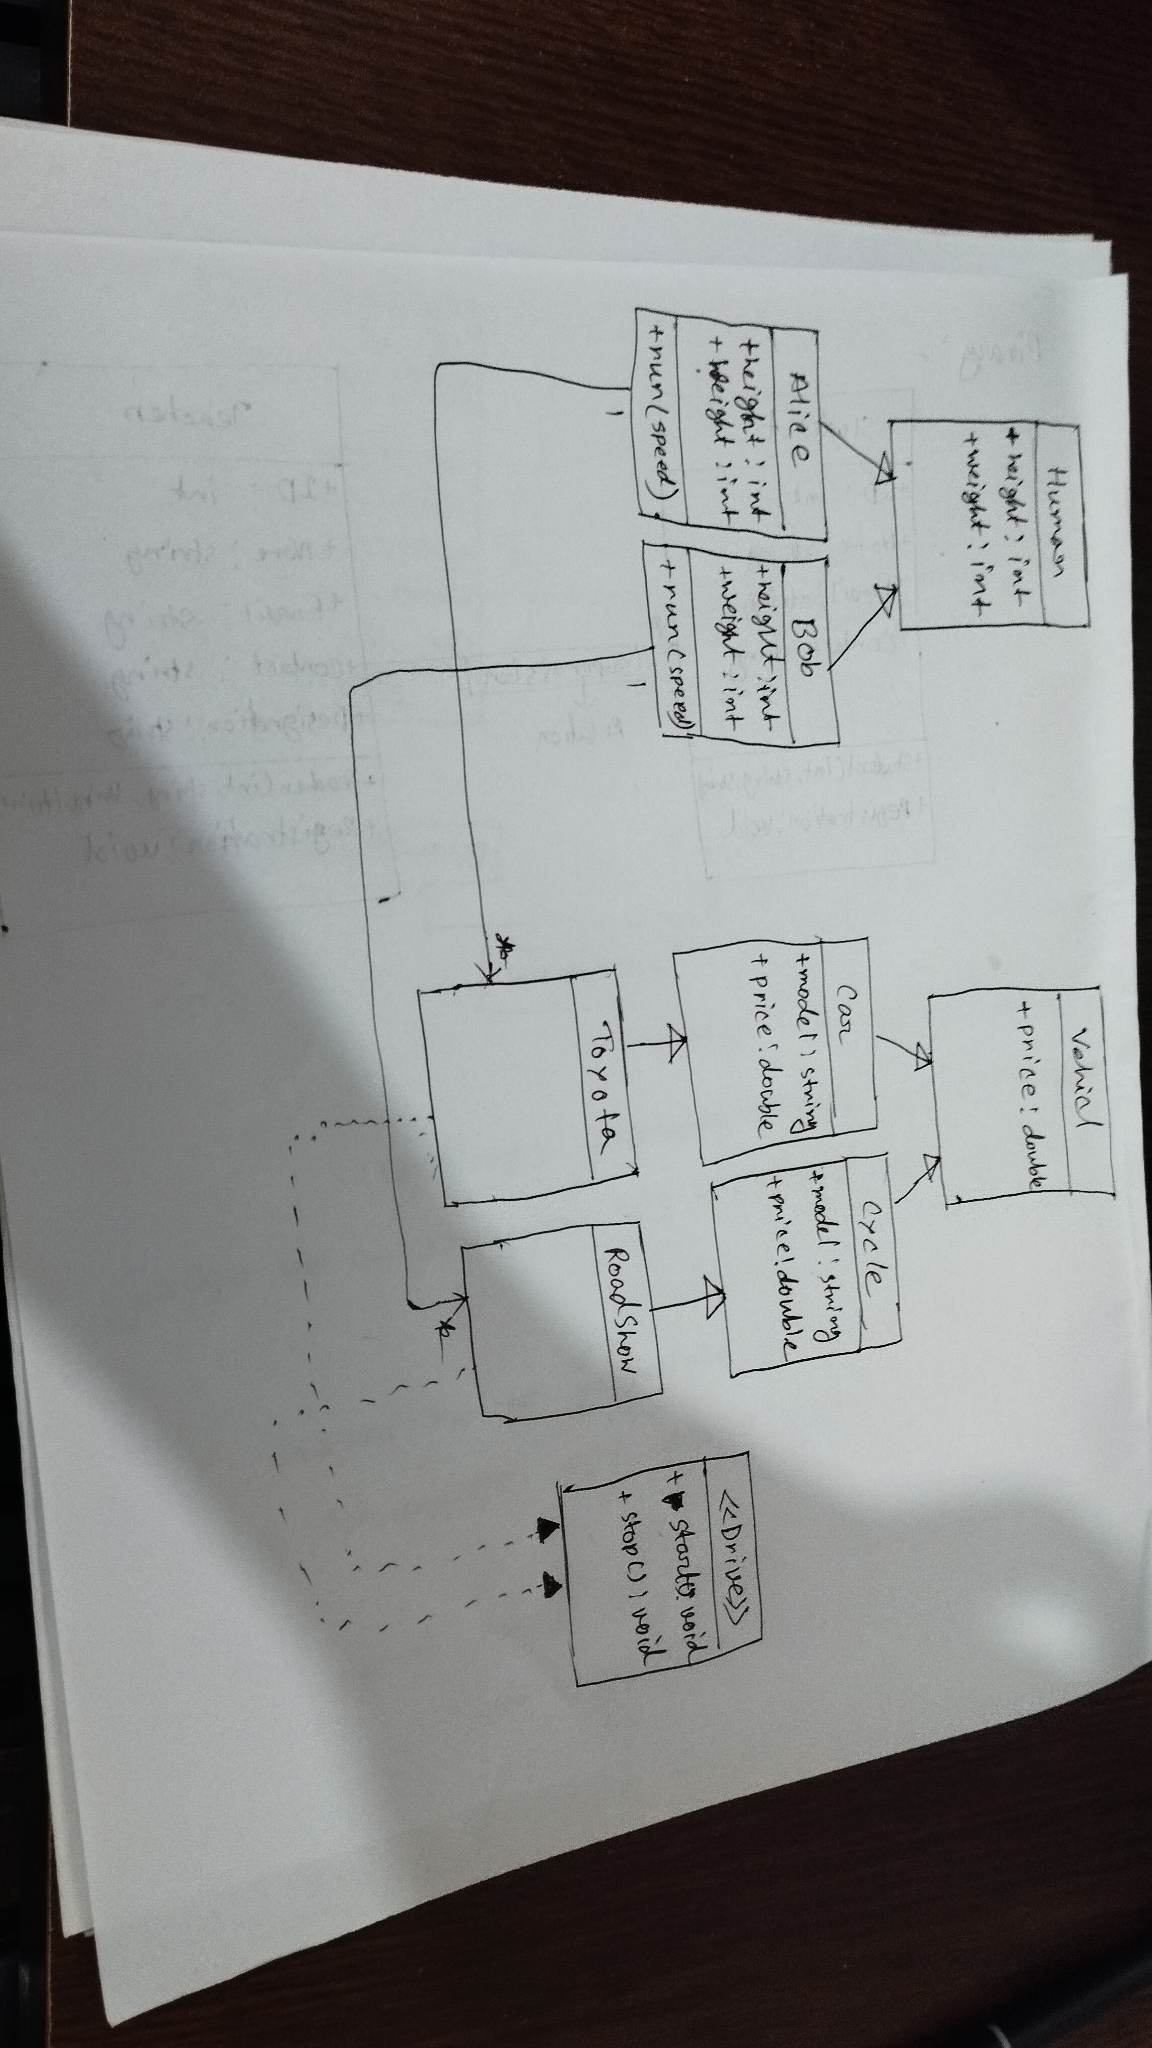 Human
+ height : int
+ weight : int
Vehicl
+ price : double
Alice
+ height : int
+ weight : int
+ run(speed)
1
Bob
+ height : int
+ weight : int
+ run(speed)
1
Car
+ model : string
+ price : double
Cycle
+ model : string
+ price : double
Toyota
*
RoadShow
*
<<Drive>>
+ start() : void
+ stop() : void